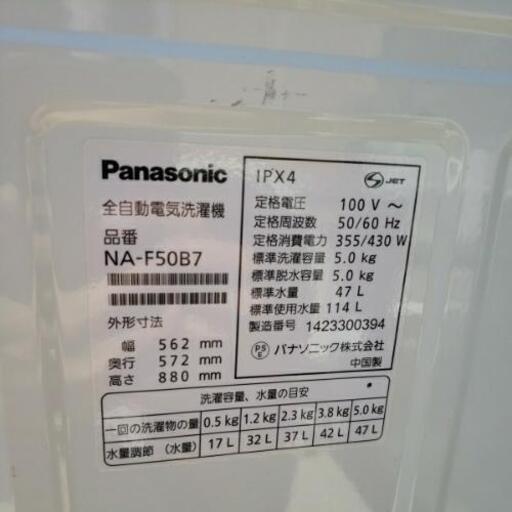 Panasonic
全自動電気洗濯機
品番
NA-F50B7
外形寸法
幅 562 mm
奥行 572 mm
高さ 880 mm
IPX4
S JET
定格電圧 100 V ～
定格周波数 50/60 Hz
定格消費電力 355/430 W
標準洗濯容量 5.0 kg
標準脱水容量 5.0 kg
標準水量 47 L
標準使用水量 114 L
製造番号 1423300394
PS E パナソニック株式会社
中国製
洗濯容量、水量の目安
一回の洗濯物の量 0.5 kg 1.2 kg 2.3 kg 3.8 kg 5.0 kg
水量調節（水量） 17 L 32 L 37 L 42 L 47 L